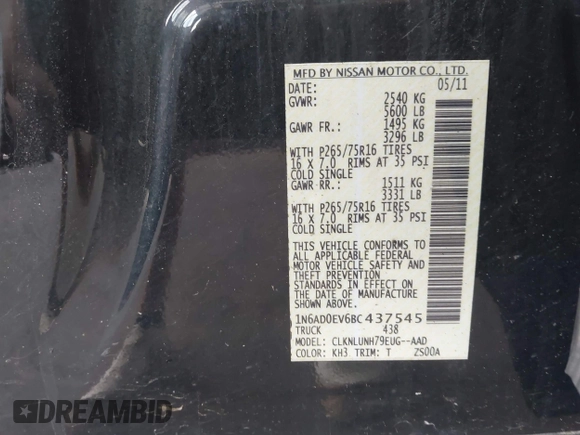 MFD BY NISSAN MOTOR CO., LTD.
DATE: 05/11
GVWR: 2540 KG
5600 LB
GAWR FR.: 1495 KG
3296 LB
WITH P265/75R16 TIRES
16 X 7.0 RIMS AT 35 PSI
COLD SINGLE
GAWR RR.: 1511 KG
3331 LB
WITH P265/75R16 TIRES
16 X 7.0 RIMS AT 35 PSI
COLD SINGLE
THIS VEHICLE CONFORMS TO
ALL APPLICABLE FEDERAL
MOTOR VEHICLE SAFETY AND
THEFT PREVENTION
STANDARDS IN EFFECT ON
THE DATE OF MANUFACTURE
SHOWN ABOVE.
1N6AD0EV6BC437545
TRUCK 438
MODEL: CLKNLUNH79EUG--AAD
COLOR: KH3 TRIM: T ZS00A
DREAMBID